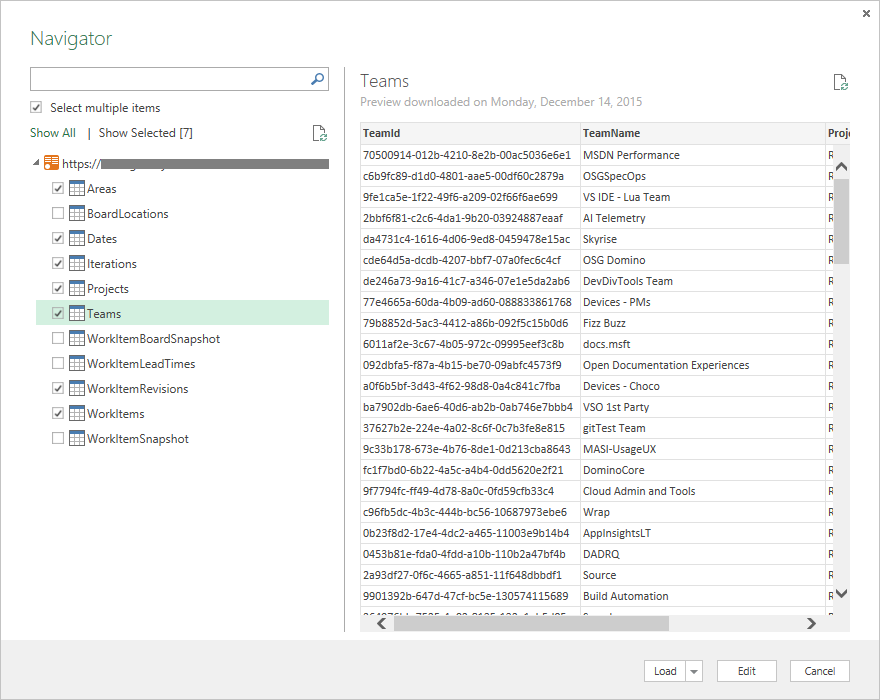 Navigator
Select multiple items
Show All | Show Selected [7]
https://
Areas
BoardLocations
Dates
Iterations
Projects
Teams
WorkItemBoardSnapshot
WorkItemLeadTimes
WorkItemRevisions
WorkItems
WorkItemSnapshot
Teams
Preview downloaded on Monday, December 14, 2015
TeamId TeamName Proje
70500914-012b-4210-8e2b-00ac5036e6e1 MSDN Performance R
c6b9fc89-d1d0-4801-aae5-00df60c2879a OSGSpecOps R
9fe1ca5e-1f22-49f6-a209-02f66f6ae699 VS IDE - Lua Team R
2bbf6f81-c2c6-4da1-9b20-03924887eaaf AI Telemetry R
da4731c4-1616-4d06-9ed8-0459478e15ac Skyrise R
cde64d5a-dcdb-4207-bbf7-07a0fec6c4cf OSG Domino R
de246a73-9a16-41c7-a346-07e1e5da2ab6 DevDivTools Team R
77e4665a-60da-4b09-ad60-088833861768 Devices - PMs R
79b8852d-5ac3-4412-a86b-092f5c15b0d6 Fizz Buzz R
6011af2e-3c67-4b05-972c-09995eef3c8b docs.msft R
092dbfa5-f87a-4b15-be70-09abfc4573f9 Open Documentation Experiences R
a0f6b5bf-3d43-4f62-98d8-0a4c841c7fba Devices - Choco R
ba7902db-6ae6-40d6-ab2b-0ab746e7bbb4 VSO 1st Party R
37627b2e-224e-4a02-8c6f-0c7b3fe8e815 gitTest Team R
9c33b178-673e-4b76-8de1-0d213cba8643 MASI-UsageUX R
fc1f7bd0-6b22-4a5c-a4b4-0dd5620e2f21 DominoCore R
9f7794fc-ff49-4d78-8a0c-0fd59cfb33c4 Cloud Admin and Tools R
c96fb5dc-4b3c-444b-bc56-10687973ebe6 Wrap R
0b23f8d2-17e4-4dc2-a465-11003e9b14b4 AppInsightsLT R
0453b81e-fda0-4fdd-a10b-110b2a47bf4b DADRQ R
2a93df27-0f6c-4665-a851-11f648dbbdf1 Source R
9901392b-647d-47cf-bc5e-130574115689 Build Automation R
Load Edit Cancel